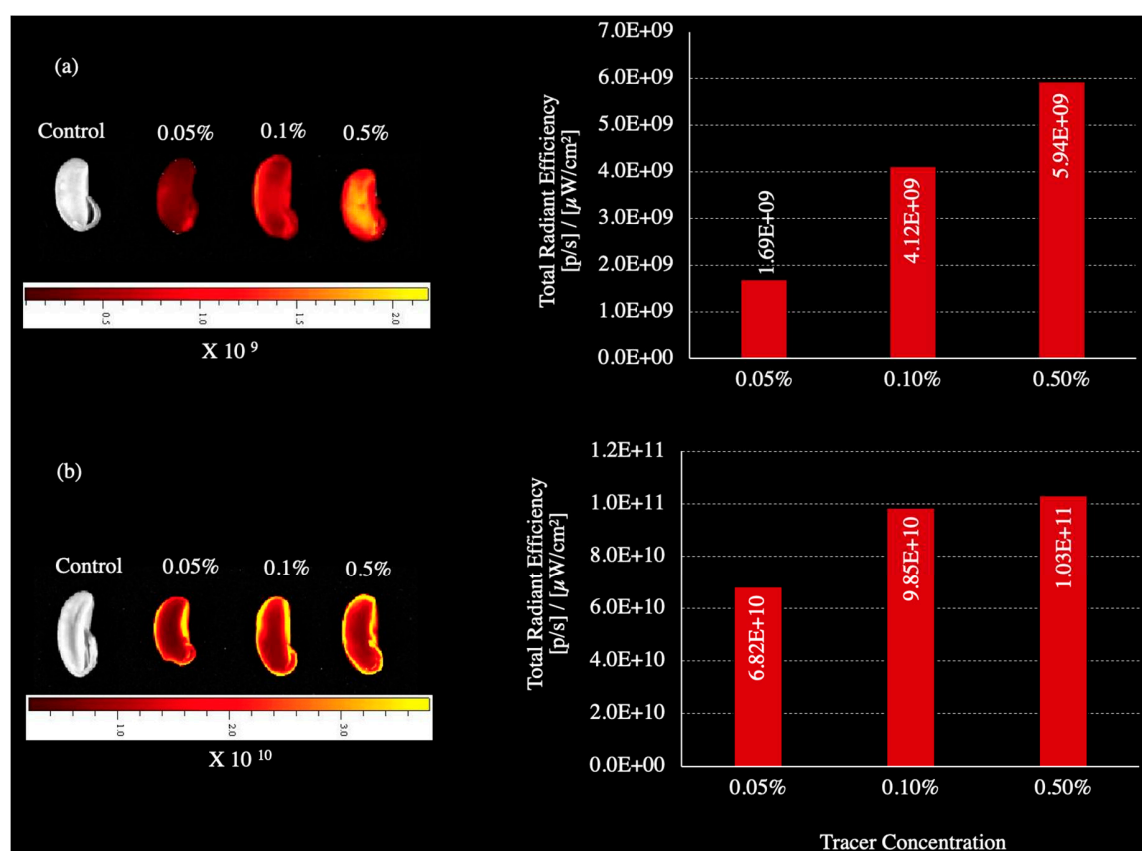 (a)
Control
0.05%
0.1%
0.5%
0.5
1.0
1.5
2.0
X 10 ⁹
Total Radiant Efficiency
[p/s] / [µW/cm²]
7.0E+09
6.0E+09
5.0E+09
4.0E+09
3.0E+09
2.0E+09
1.0E+09
0.0E+00
1.69E+09
4.12E+09
5.94E+09
0.05%
0.10%
0.50%
(b)
Control
0.05%
0.1%
0.5%
1.0
2.0
3.0
X 10 ¹⁰
Total Radiant Efficiency
[p/s] / [µW/cm²]
1.2E+11
1.0E+11
8.0E+10
6.0E+10
4.0E+10
2.0E+10
0.0E+00
6.82E+10
9.85E+10
1.03E+11
0.05%
0.10%
0.50%
Tracer Concentration